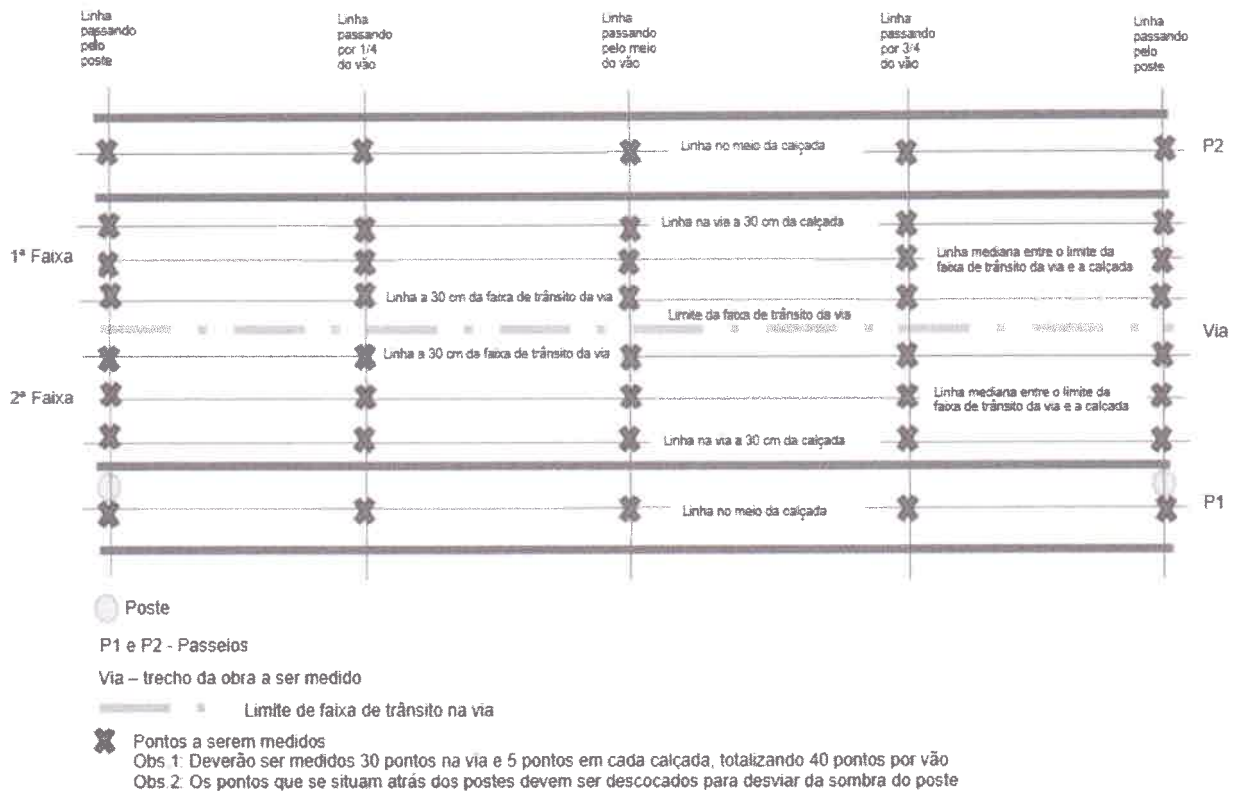 Linha
passando
pelo
poste
Linha
passando
por 1/4
do vão
Linha
passando
pelo meio
do vão
Linha
passando
por 3/4
do vão
Linha
passando
pelo
poste
Linha no meio da calçada
P2
Linha na via a 30 cm da calçada
1ª Faixa
Linha mediana entre o limite da
faixa de trânsito da via e a calçada
Linha a 30 cm da faixa de trânsito da via
Limite da faixa de trânsito da via
Via
Linha a 30 cm da faixa de trânsito da via
2ª Faixa
Linha mediana entre o limite da
faixa de trânsito da via e a calçada
Linha na via a 30 cm da calçada
Linha no meio da calçada
P1
Poste
P1 e P2 - Passeios
Via – trecho da obra a ser medido
Limite de faixa de trânsito na via
Pontos a serem medidos
Obs.1: Deverão ser medidos 30 pontos na via e 5 pontos em cada calçada, totalizando 40 pontos por vão
Obs.2: Os pontos que se situam atrás dos postes devem ser descocados para desviar da sombra do poste